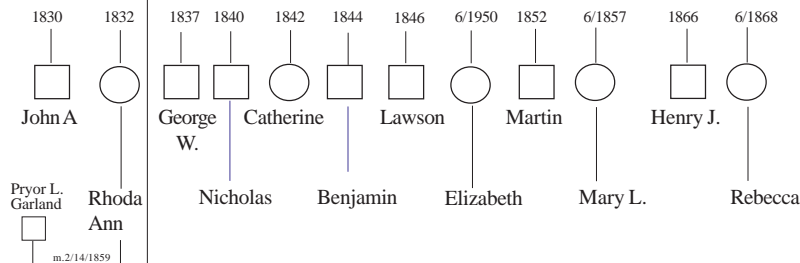 1830 1832 1837 1840 1842 1844 1846 6/1950 1852 6/1857 1866 6/1868
John A George Catherine Lawson Martin Henry J.
W.
Pryor L.
Garland
Rhoda Nicholas Benjamin Elizabeth Mary L. Rebecca
Ann
m.2/14/1859